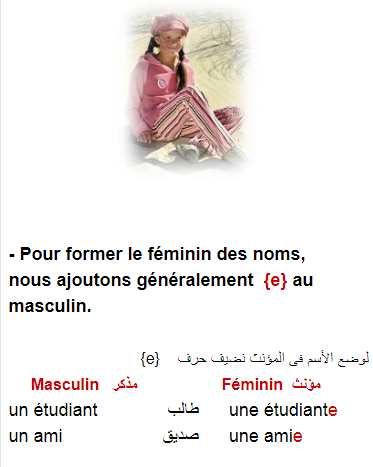 - Pour former le féminin des noms,
nous ajoutons généralement {e} au
masculin.
لوضع الأسم فى المؤنث نضيف حرف {e}
Masculin مذكر Féminin مؤنث
un étudiant طالب une étudiante
un ami صديق une amie